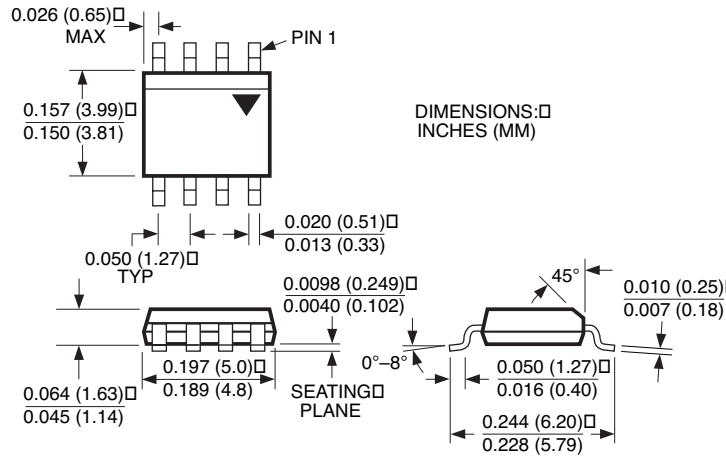 0.026 (0.65)□
MAX
PIN 1
0.157 (3.99)□
0.150 (3.81)
DIMENSIONS:□
INCHES (MM)
0.020 (0.51)□
0.013 (0.33)
0.050 (1.27)□
TYP
0.0098 (0.249)□
0.0040 (0.102)
45°
0.010 (0.25)□
0.007 (0.18)
0.197 (5.0)□
0.189 (4.8)
0°–8°
0.050 (1.27)□
0.016 (0.40)
0.064 (1.63)□
0.045 (1.14)
SEATING□
PLANE
0.244 (6.20)□
0.228 (5.79)